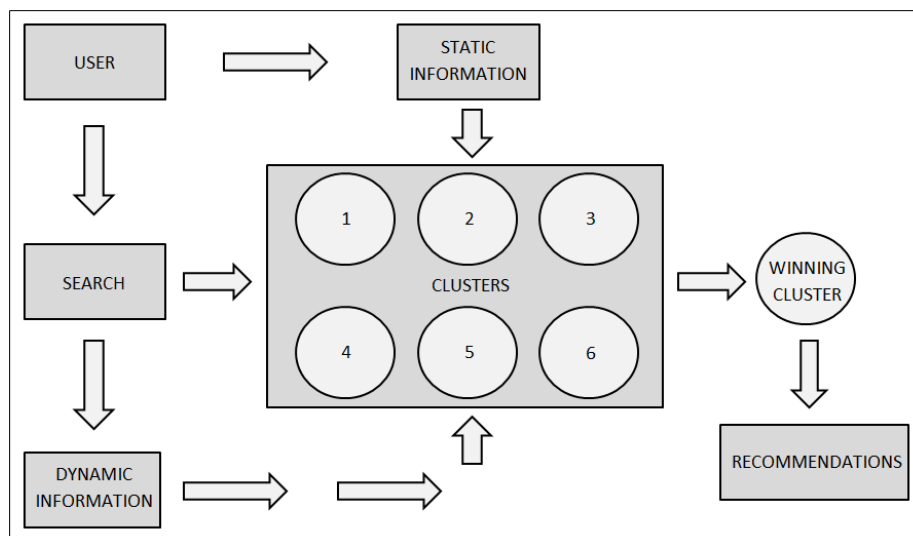 USER
STATIC
INFORMATION
1
2
3
SEARCH
CLUSTERS
WINNING
CLUSTER
4
5
6
DYNAMIC
INFORMATION
RECOMMENDATIONS